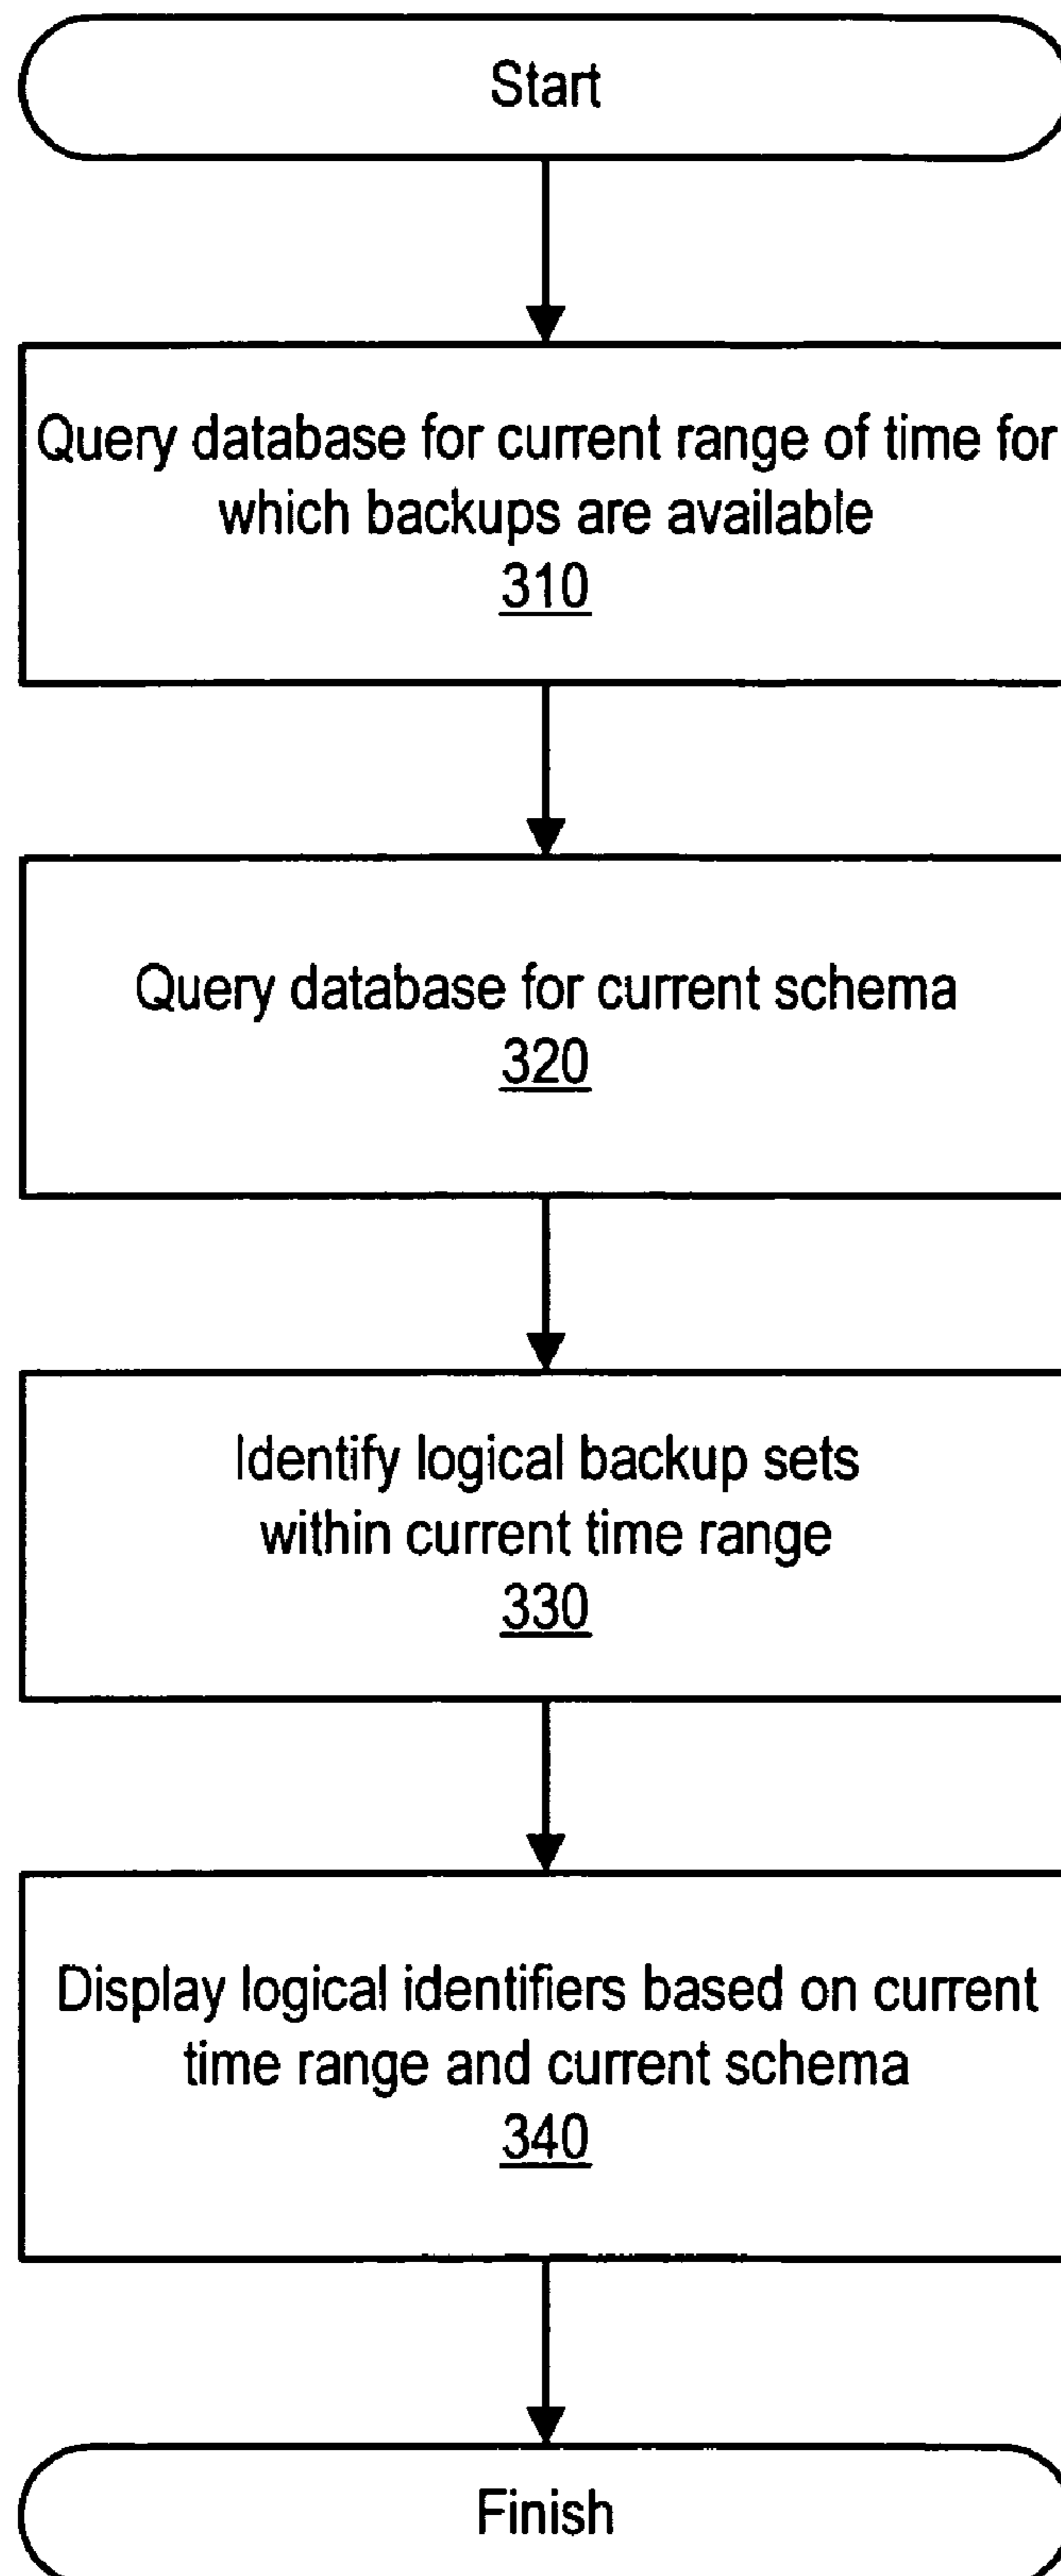 Start
Query database for current range of time for
which backups are available
310
Query database for current schema
320
Identify logical backup sets
within current time range
330
Display logical identifiers based on current
time range and current schema
340
Finish